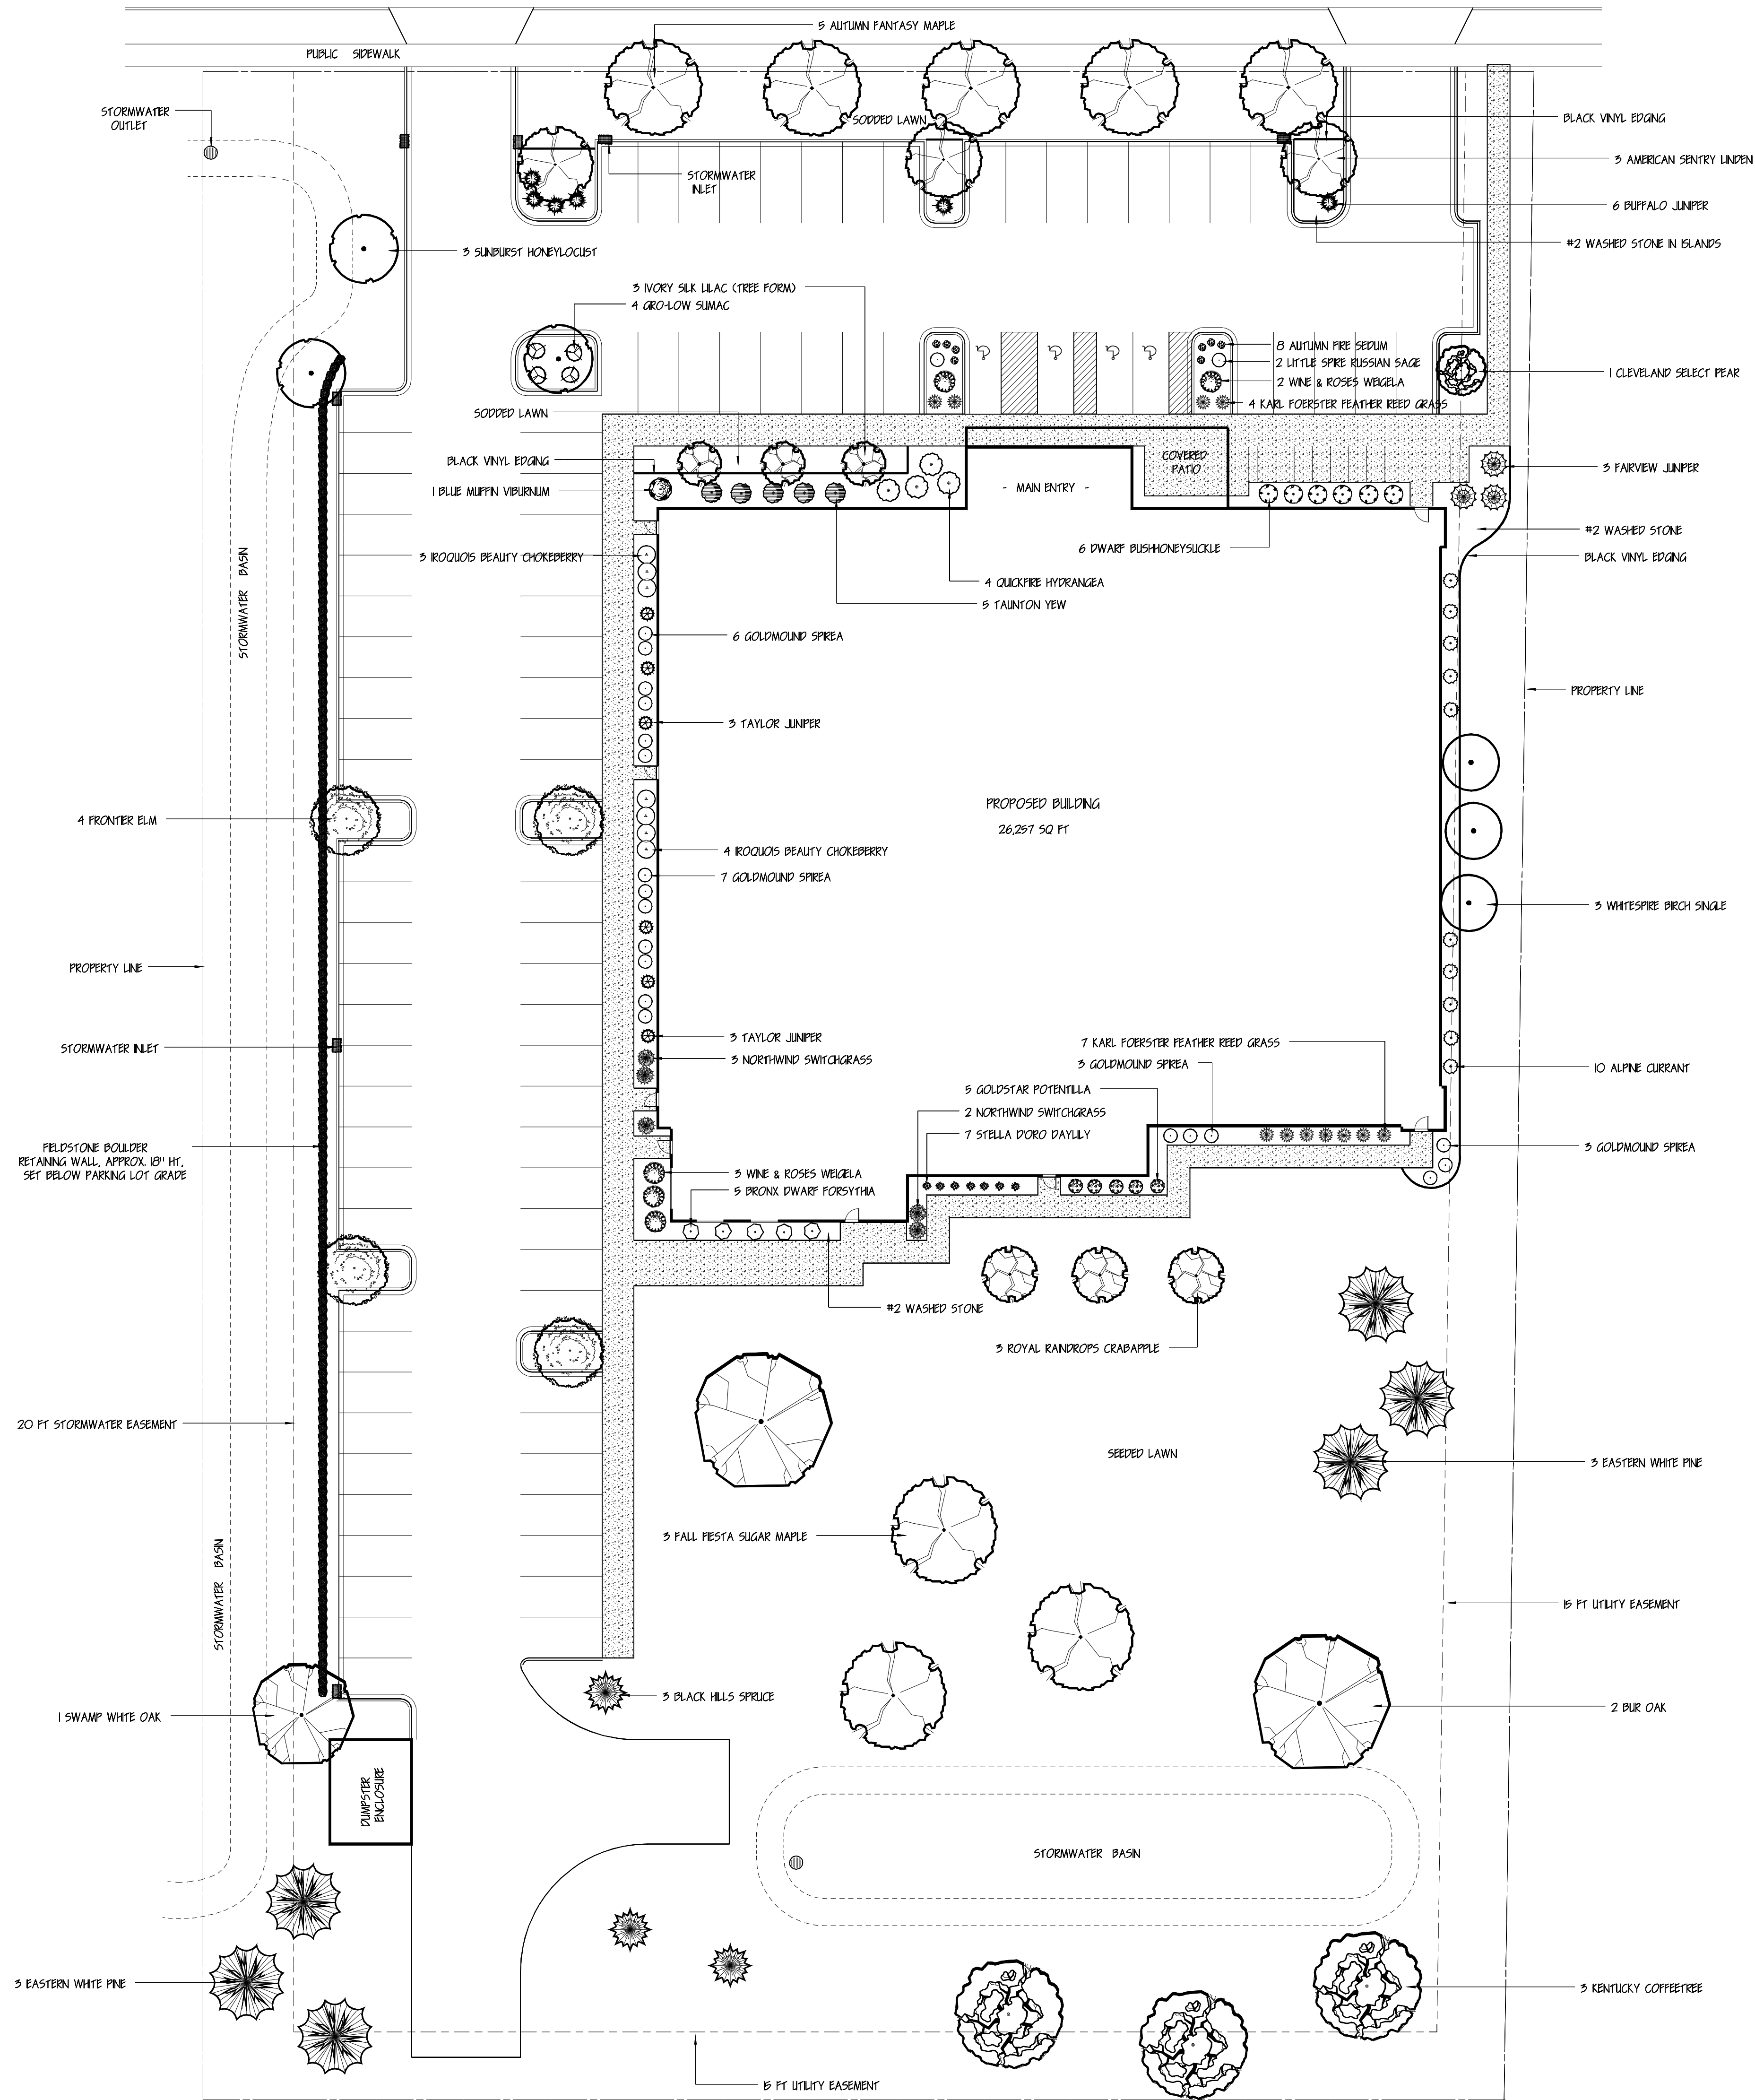 5 AUTUMN FANTASY MAPLE
PUBLIC SIDEWALK
STORMWATER
OUTLET
SODDED LAWN
BLACK VINYL EDGING
3 AMERICAN SENTRY LINDEN
STORMWATER
INLET
6 BUFFALO JUNIPER
#2 WASHED STONE IN ISLANDS
3 SUNBURST HONEYLOCUST
3 IVORY SILK LILAC (TREE FORM)
4 GRO-LOW SUMAC
8 AUTUMN FIRE SEDUM
2 LITTLE SPIRE RUSSIAN SAGE
2 WINE & ROSES WEIGELA
4 KARL FOERSTER FEATHER REED GRASS
1 CLEVELAND SELECT PEAR
SODDED LAWN
BLACK VINYL EDGING
1 BLUE MUFFIN VIBURNUM
COVERED
PATIO
- MAIN ENTRY -
3 FAIRVIEW JUNIPER
#2 WASHED STONE
BLACK VINYL EDGING
6 DWARF BUSHHONEYSUCKLE
3 IROQUOIS BEAUTY CHOKEBERRY
4 QUICKFIRE HYDRANGEA
5 TAUNTON YEW
STORMWATER BASIN
6 GOLDMOUND SPIREA
PROPERTY LINE
3 TAYLOR JUNIPER
PROPOSED BUILDING
26,257 SQ FT
4 FRONTIER ELM
4 IROQUOIS BEAUTY CHOKEBERRY
7 GOLDMOUND SPIREA
3 WHITESPIRE BIRCH SINGLE
PROPERTY LINE
STORMWATER INLET
3 TAYLOR JUNIPER
3 NORTHWIND SWITCHGRASS
7 KARL FOERSTER FEATHER REED GRASS
3 GOLDMOUND SPIREA
10 ALPINE CURRANT
5 GOLDSTAR POTENTILLA
2 NORTHWIND SWITCHGRASS
7 STELLA D'ORO DAYLILY
FIELDSTONE BOULDER
RETAINING WALL, APPROX. 18" HT,
SET BELOW PARKING LOT GRADE
3 GOLDMOUND SPIREA
3 WINE & ROSES WEIGELA
5 BRONX DWARF FORSYTHIA
#2 WASHED STONE
3 ROYAL RAINDROPS CRABAPPLE
20 FT STORMWATER EASEMENT
SEEDED LAWN
3 EASTERN WHITE PINE
3 FALL FIESTA SUGAR MAPLE
STORMWATER BASIN
15 FT UTILITY EASEMENT
3 BLACK HILLS SPRUCE
1 SWAMP WHITE OAK
2 BUR OAK
DUMPSTER
ENCLOSURE
STORMWATER BASIN
3 EASTERN WHITE PINE
3 KENTUCKY COFFEETREE
15 FT UTILITY EASEMENT